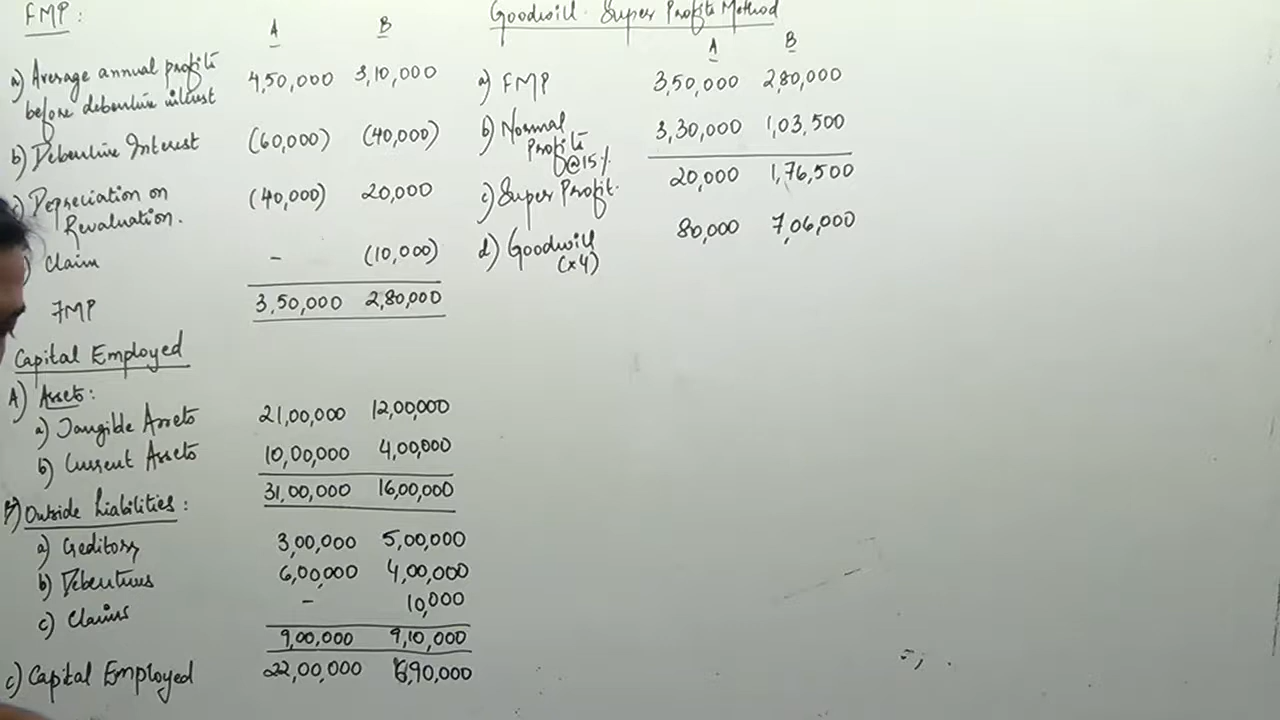 FMP:
A B
a) Average annual profits before debenture interest 4,50,000 3,10,000
b) Debenture Interest (60,000) (40,000)
c) Depreciation on Revaluation. (40,000) 20,000
) Claim - (10,000)
FMP 3,50,000 2,80,000
Capital Employed
A) Assets:
a) Tangible Assets 21,00,000 12,00,000
b) Current Assets 10,00,000 4,00,000
31,00,000 16,00,000
B) Outside Liabilities:
a) Creditors 3,00,000 5,00,000
b) Debentures 6,00,000 4,00,000
c) Claims - 10,000
9,00,000 9,10,000
c) Capital Employed 22,00,000 6,90,000
Goodwill: Super Profits Method
A B
a) FMP 3,50,000 2,80,000
b) Normal Profits @15% 3,30,000 1,03,500
c) Super Profit. 20,000 1,76,500
d) Goodwill (×4) 80,000 7,06,000